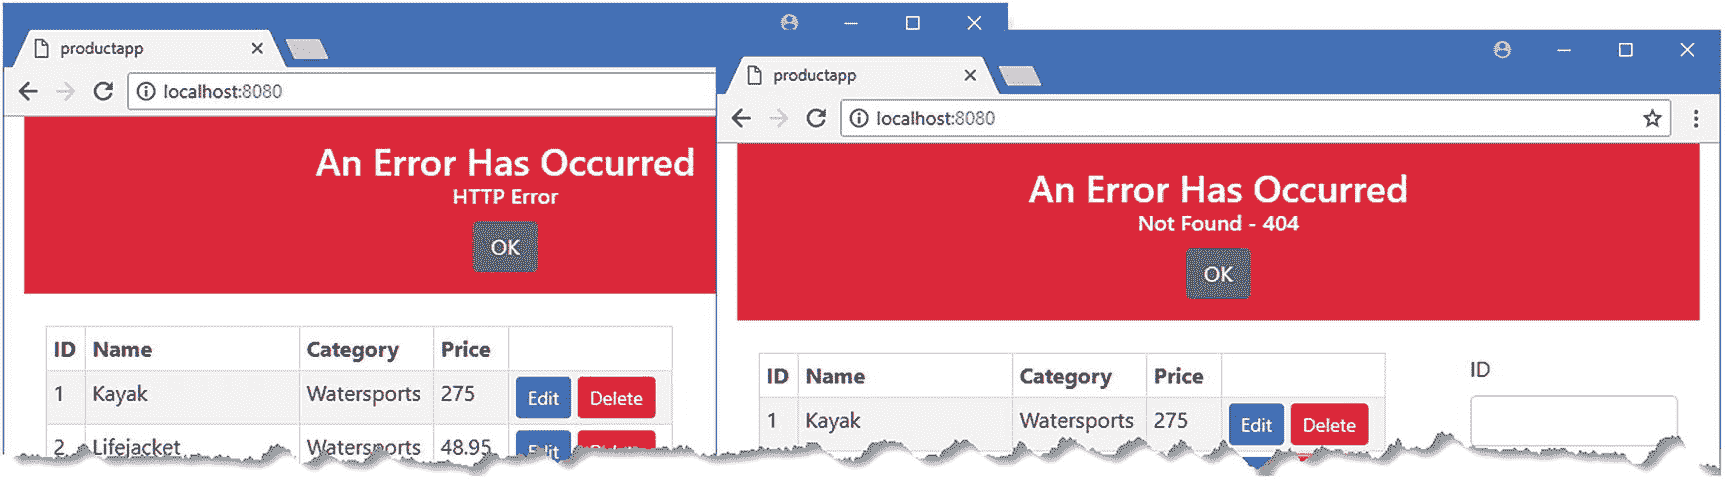 productapp
localhost:8080
An Error Has Occurred
HTTP Error
OK
ID Name Category Price
1 Kayak Watersports 275 Edit Delete
2 Lifejacket Watersports 48.95 Edit Delete
productapp
localhost:8080
An Error Has Occurred
Not Found - 404
OK
ID Name Category Price
1 Kayak Watersports 275 Edit Delete
ID